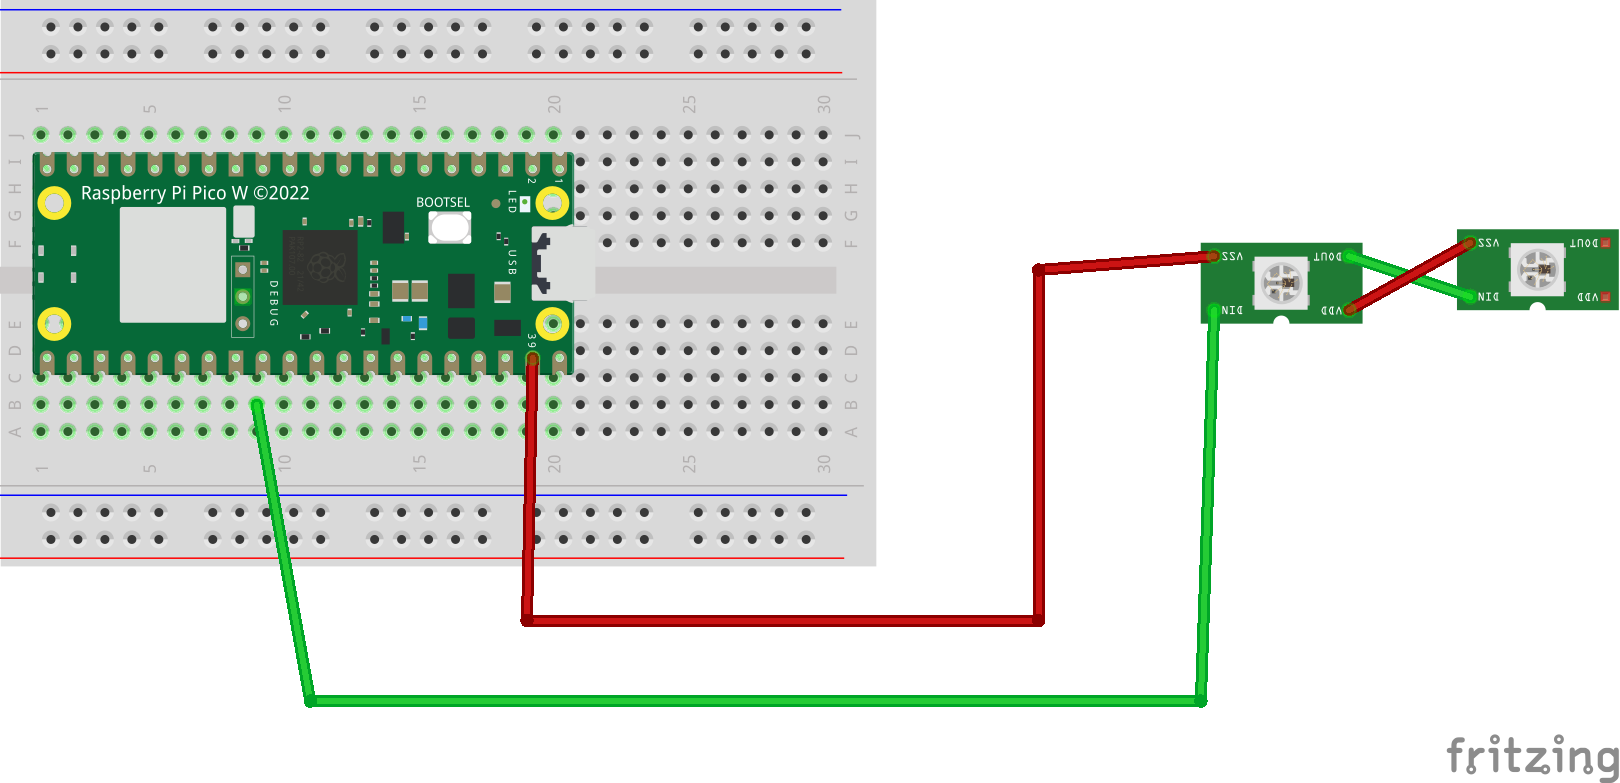 1 5 10 15 20 25 30
J J
I I
H H
G G
F F
E E
D D
C C
B B
A A
1 5 10 15 20 25 30
Raspberry Pi Pico W ©2022
BOOTSEL
LED
2
1
USB
DEBUG
39
VSS
DOUT
DIN
VDD
VSS
DOUT
DIN
VDD
fritzing